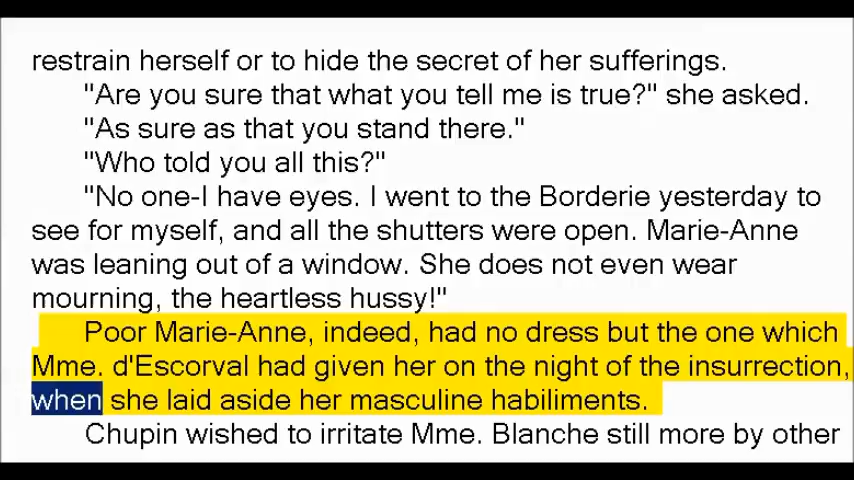 restrain herself or to hide the secret of her sufferings.
"Are you sure that what you tell me is true?" she asked.
"As sure as that you stand there."
"Who told you all this?"
"No one-I have eyes. I went to the Borderie yesterday to
see for myself, and all the shutters were open. Marie-Anne
was leaning out of a window. She does not even wear
mourning, the heartless hussy!"
Poor Marie-Anne, indeed, had no dress but the one which
Mme. d'Escorval had given her on the night of the insurrection,
when she laid aside her masculine habiliments.
Chupin wished to irritate Mme. Blanche still more by other